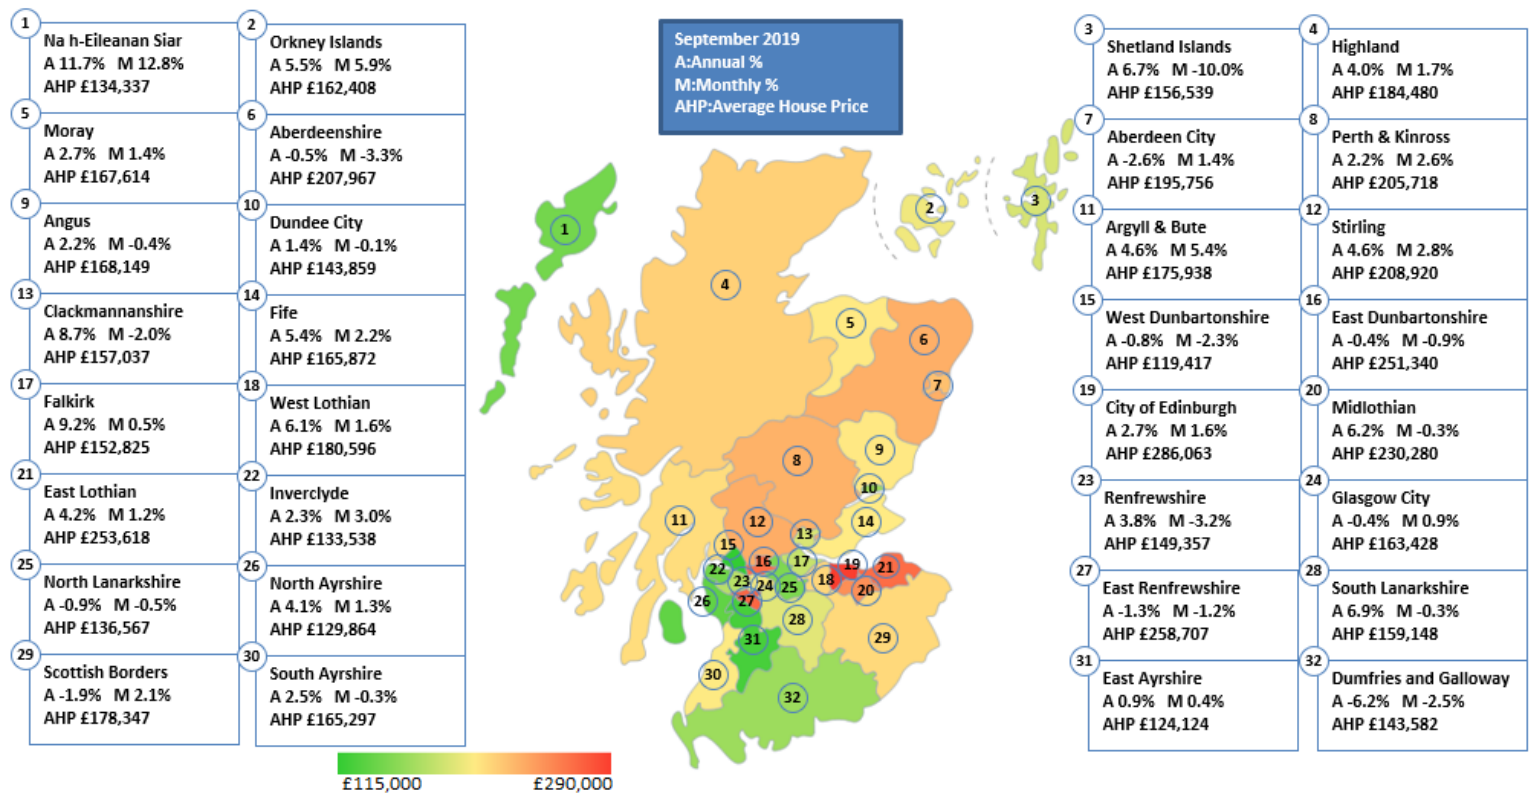 1
Na h-Eileanan Siar
A 11.7% M 12.8%
AHP £134,337
2
Orkney Islands
A 5.5% M 5.9%
AHP £162,408
5
Moray
A 2.7% M 1.4%
AHP £167,614
6
Aberdeenshire
A -0.5% M -3.3%
AHP £207,967
9
Angus
A 2.2% M -0.4%
AHP £168,149
10
Dundee City
A 1.4% M -0.1%
AHP £143,859
13
Clackmannanshire
A 8.7% M -2.0%
AHP £157,037
14
Fife
A 5.4% M 2.2%
AHP £165,872
17
Falkirk
A 9.2% M 0.5%
AHP £152,825
18
West Lothian
A 6.1% M 1.6%
AHP £180,596
21
East Lothian
A 4.2% M 1.2%
AHP £253,618
22
Inverclyde
A 2.3% M 3.0%
AHP £133,538
25
North Lanarkshire
A -0.9% M -0.5%
AHP £136,567
26
North Ayrshire
A 4.1% M 1.3%
AHP £129,864
29
Scottish Borders
A -1.9% M 2.1%
AHP £178,347
30
South Ayrshire
A 2.5% M -0.3%
AHP £165,297
September 2019
A:Annual %
M:Monthly %
AHP:Average House Price
1
2
3
4
5
6
7
8
9
10
11
12
13
14
15
16
17
18
19
20
21
22
23
24
25
26
27
28
29
30
31
32
£115,000
£290,000
3
Shetland Islands
A 6.7% M -10.0%
AHP £156,539
4
Highland
A 4.0% M 1.7%
AHP £184,480
7
Aberdeen City
A -2.6% M 1.4%
AHP £195,756
8
Perth & Kinross
A 2.2% M 2.6%
AHP £205,718
11
Argyll & Bute
A 4.6% M 5.4%
AHP £175,938
12
Stirling
A 4.6% M 2.8%
AHP £208,920
15
West Dunbartonshire
A -0.8% M -2.3%
AHP £119,417
16
East Dunbartonshire
A -0.4% M -0.9%
AHP £251,340
19
City of Edinburgh
A 2.7% M 1.6%
AHP £286,063
20
Midlothian
A 6.2% M -0.3%
AHP £230,280
23
Renfrewshire
A 3.8% M -3.2%
AHP £149,357
24
Glasgow City
A -0.4% M 0.9%
AHP £163,428
27
East Renfrewshire
A -1.3% M -1.2%
AHP £258,707
28
South Lanarkshire
A 6.9% M -0.3%
AHP £159,148
31
East Ayrshire
A 0.9% M 0.4%
AHP £124,124
32
Dumfries and Galloway
A -6.2% M -2.5%
AHP £143,582